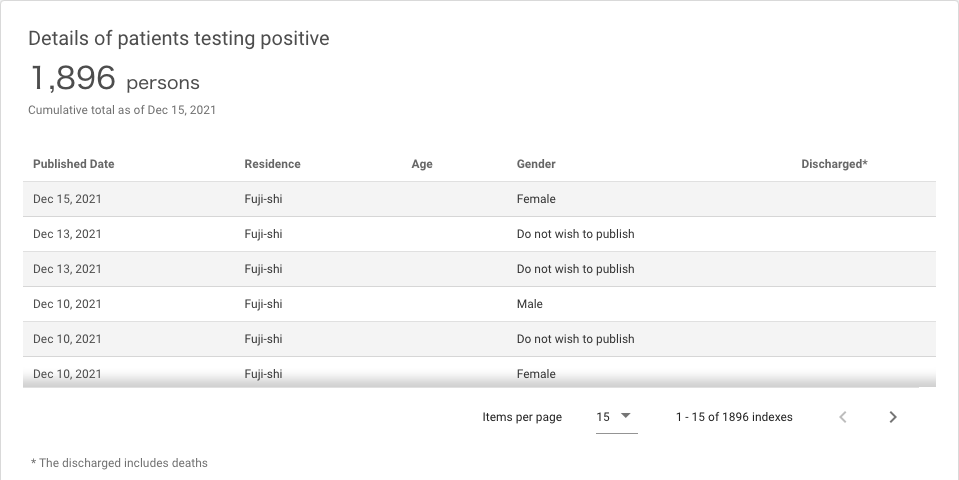 Details of patients testing positive
1,896 persons
Cumulative total as of Dec 15, 2021
Published Date Residence Age Gender Discharged*
Dec 15, 2021 Fuji-shi Female
Dec 13, 2021 Fuji-shi Do not wish to publish
Dec 13, 2021 Fuji-shi Do not wish to publish
Dec 10, 2021 Fuji-shi Male
Dec 10, 2021 Fuji-shi Do not wish to publish
Dec 10, 2021 Fuji-shi Female
Items per page 15 1 - 15 of 1896 indexes
* The discharged includes deaths